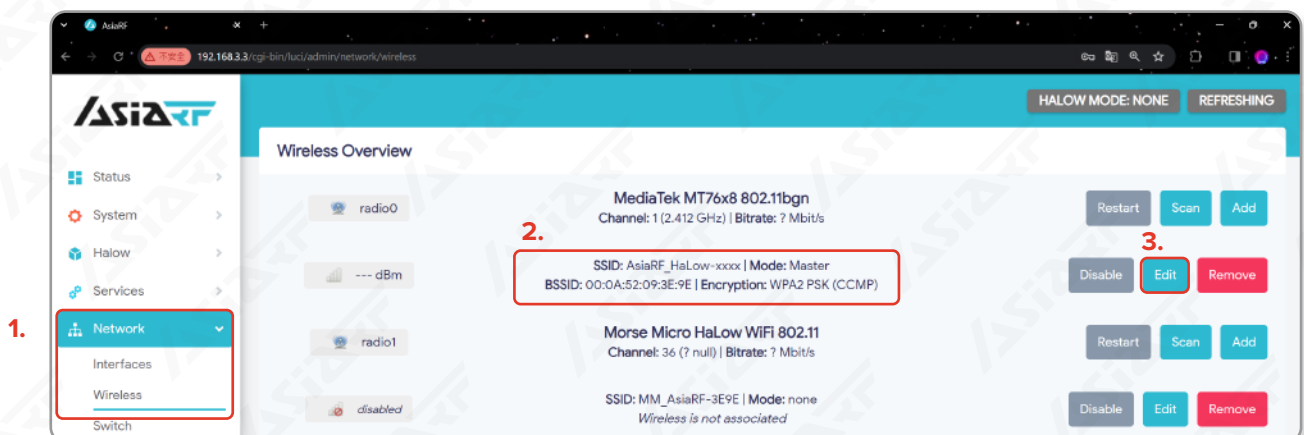 AsiaRF
不安全 192.168.3.3/cgi-bin/luci/admin/network/wireless
AsiaRF
HALOW MODE: NONE REFRESHING
Wireless Overview
Status
System
Halow
Services
1.
Network
Interfaces
Wireless
Switch
radio0
MediaTek MT76x8 802.11bgn
Channel: 1 (2.412 GHz) | Bitrate: ? Mbit/s
Restart Scan Add
2.
3.
--- dBm
SSID: AsiaRF_HaLow-xxxx | Mode: Master
BSSID: 00:0A:52:09:3E:9E | Encryption: WPA2 PSK (CCMP)
Disable Edit Remove
radio1
Morse Micro HaLow WiFi 802.11
Channel: 36 (? null) | Bitrate: ? Mbit/s
Restart Scan Add
disabled
SSID: MM_AsiaRF-3E9E | Mode: none
Wireless is not associated
Disable Edit Remove